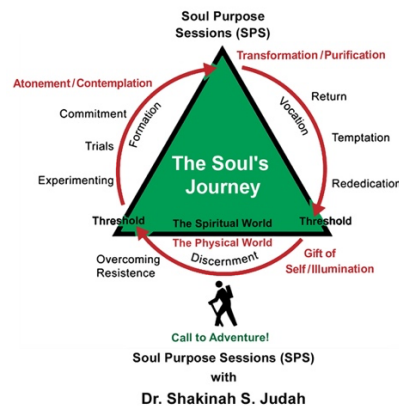 Soul Purpose
Sessions (SPS)
Transformation/Purification
Atonement/Contemplation
Return
Commitment
Formation
Vocation
Trials
Temptation
The Soul's
Journey
Experimenting
Rededication
Threshold
The Spiritual World
Threshold
The Physical World
Overcoming
Resistence
Discernment
Gift of
Self/Illumination
Call to Adventure!
Soul Purpose Sessions (SPS)
with
Dr. Shakinah S. Judah